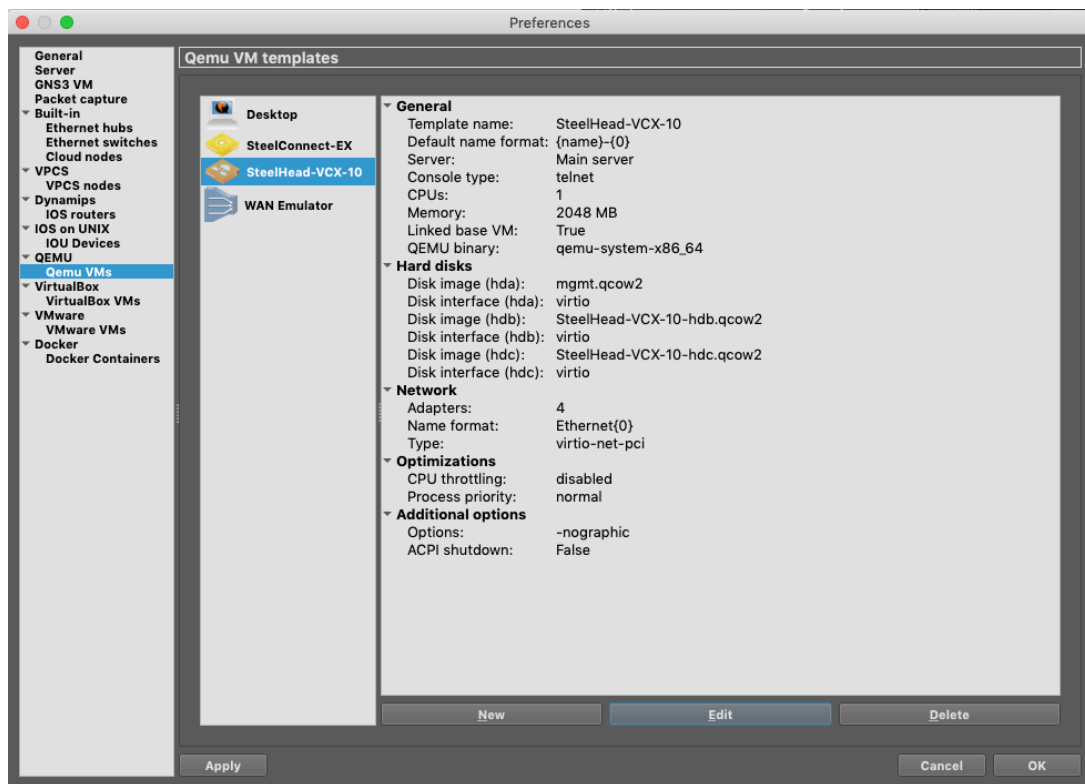 Preferences
General
Server
GNS3 VM
Packet capture
Built-in
Ethernet hubs
Ethernet switches
Cloud nodes
VPCS
VPCS nodes
Dynamips
IOS routers
IOS on UNIX
IOU Devices
QEMU
Qemu VMs
VirtualBox
VirtualBox VMs
VMware
VMware VMs
Docker
Docker Containers
Qemu VM templates
Desktop
SteelConnect-EX
SteelHead-VCX-10
WAN Emulator
General
Template name: SteelHead-VCX-10
Default name format: {name}-{0}
Server: Main server
Console type: telnet
CPUs: 1
Memory: 2048 MB
Linked base VM: True
QEMU binary: qemu-system-x86_64
Hard disks
Disk image (hda): mgmt.qcow2
Disk interface (hda): virtio
Disk image (hdb): SteelHead-VCX-10-hdb.qcow2
Disk interface (hdb): virtio
Disk image (hdc): SteelHead-VCX-10-hdc.qcow2
Disk interface (hdc): virtio
Network
Adapters: 4
Name format: Ethernet{0}
Type: virtio-net-pci
Optimizations
CPU throttling: disabled
Process priority: normal
Additional options
Options: -nographic
ACPI shutdown: False
New Edit Delete
Apply Cancel OK